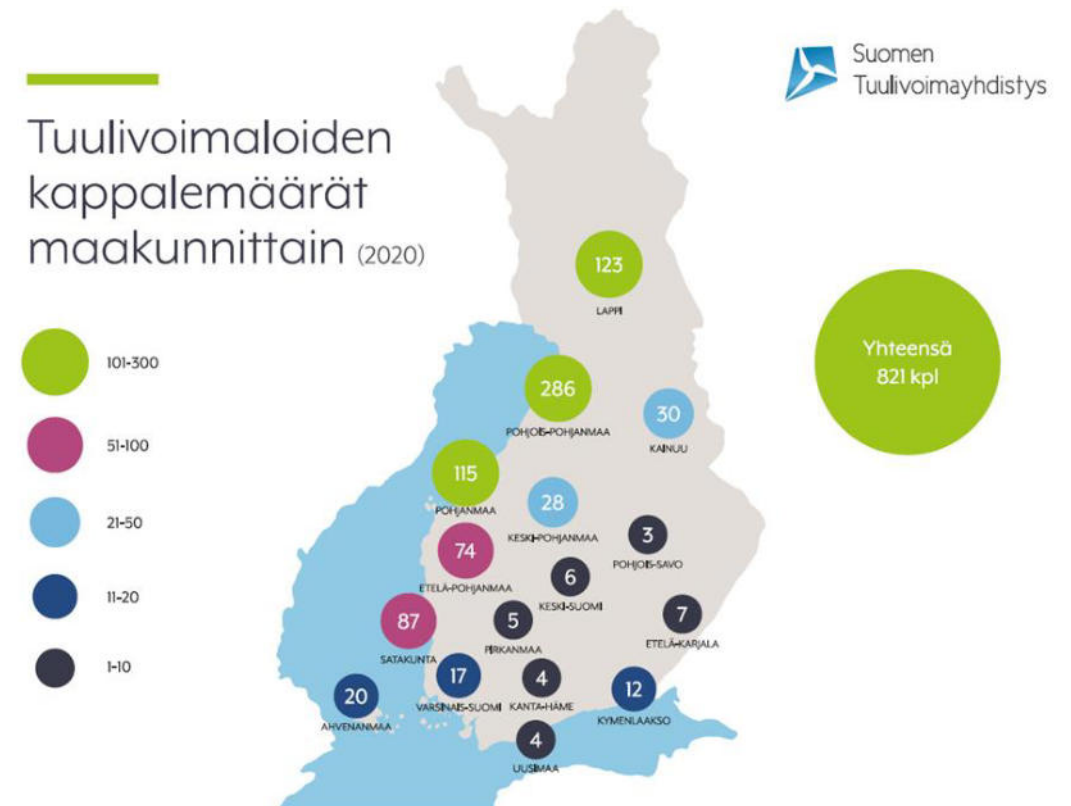 Suomen
Tuulivoimayhdistys
Tuulivoimaloiden
kappalemäärät
maakunnittain (2020)
101-300
51-100
21-50
11-20
1-10
123
LAPPI
286
POHJOIS-POHJANMAA
30
KAINUU
115
POHJANMAA
28
KESKI-POHJANMAA
3
POHJOIS-SAVO
74
ETELÄ-POHJANMAA
6
KESKI-SUOMI
7
ETELÄ-KARJALA
87
SATAKUNTA
5
PIRKANMAA
17
VARSINAIS-SUOMI
4
KANTA-HÄME
12
KYMENLAAKSO
20
AHVENANMAA
4
UUSIMAA
Yhteensä
821 kpl